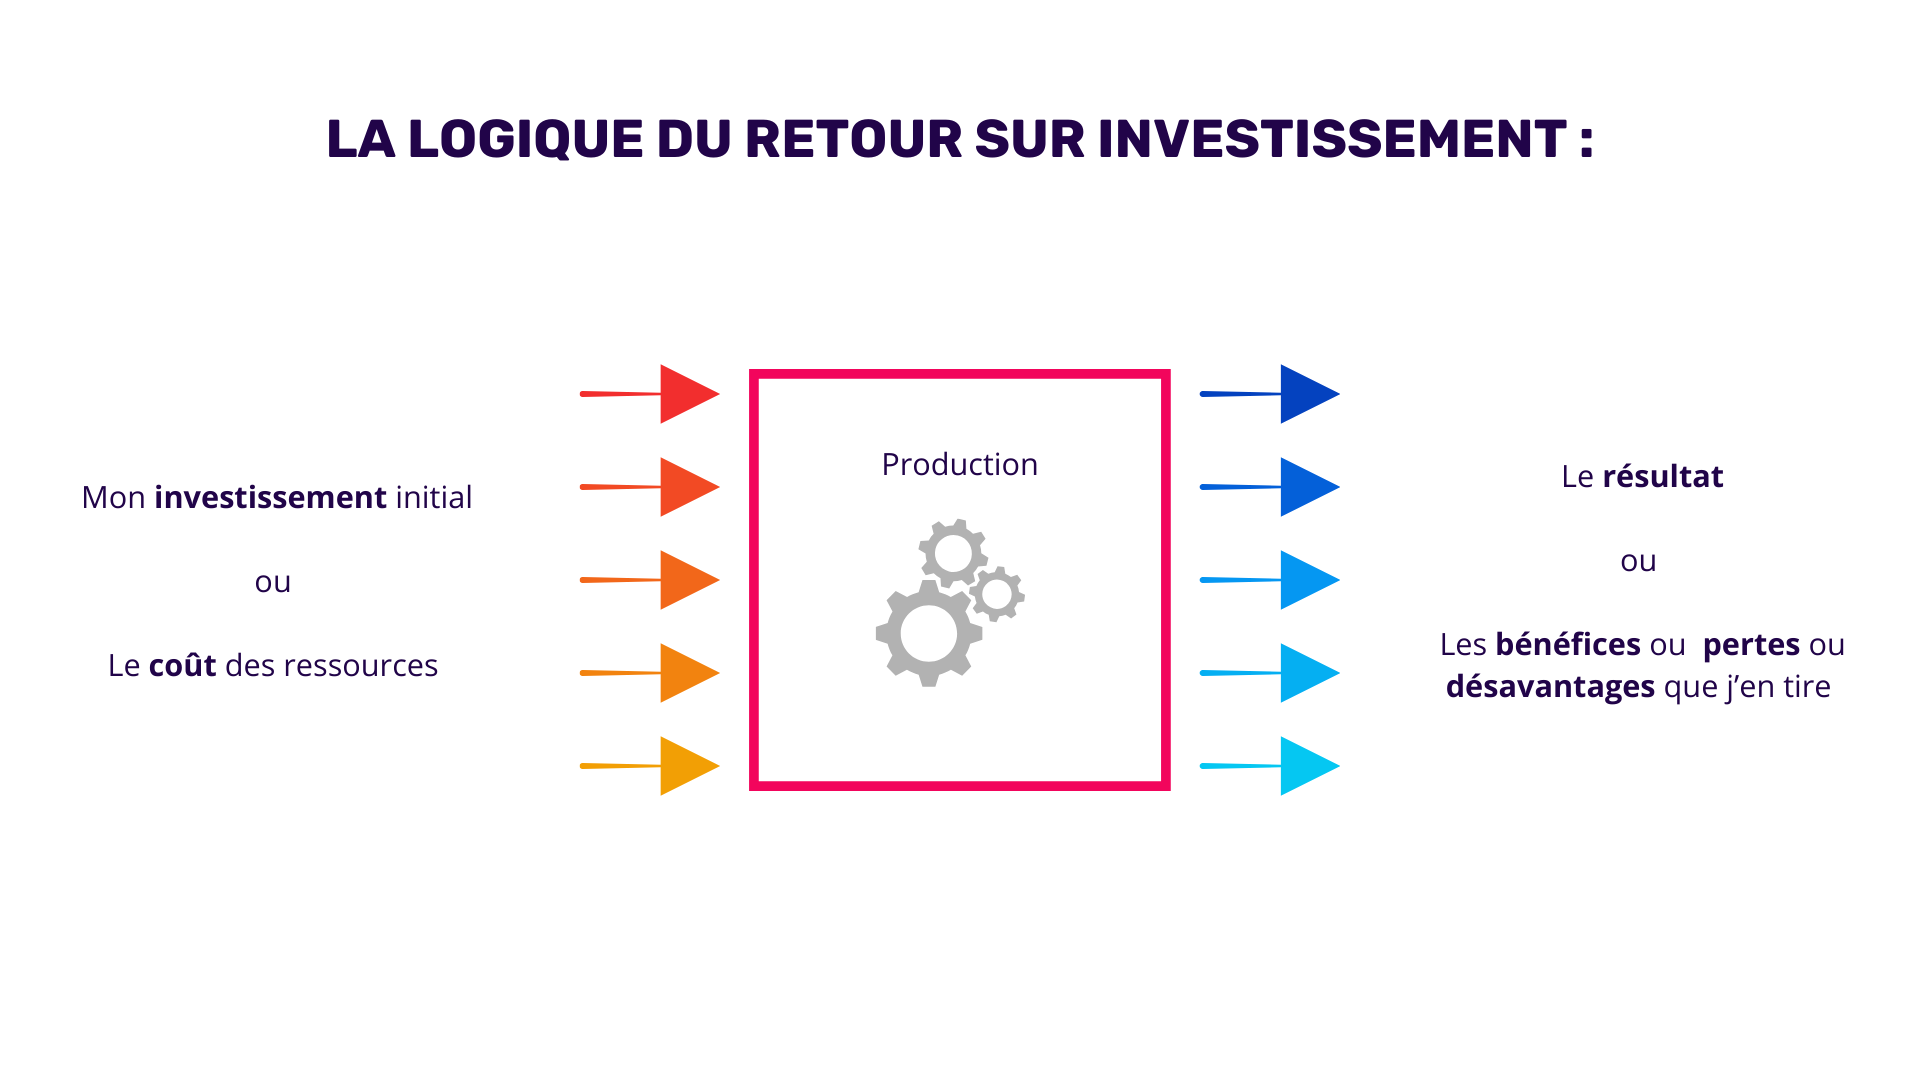 LA LOGIQUE DU RETOUR SUR INVESTISSEMENT :
Mon investissement initial
ou
Le coût des ressources
Production
Le résultat
ou
Les bénéfices ou pertes ou
désavantages que j’en tire